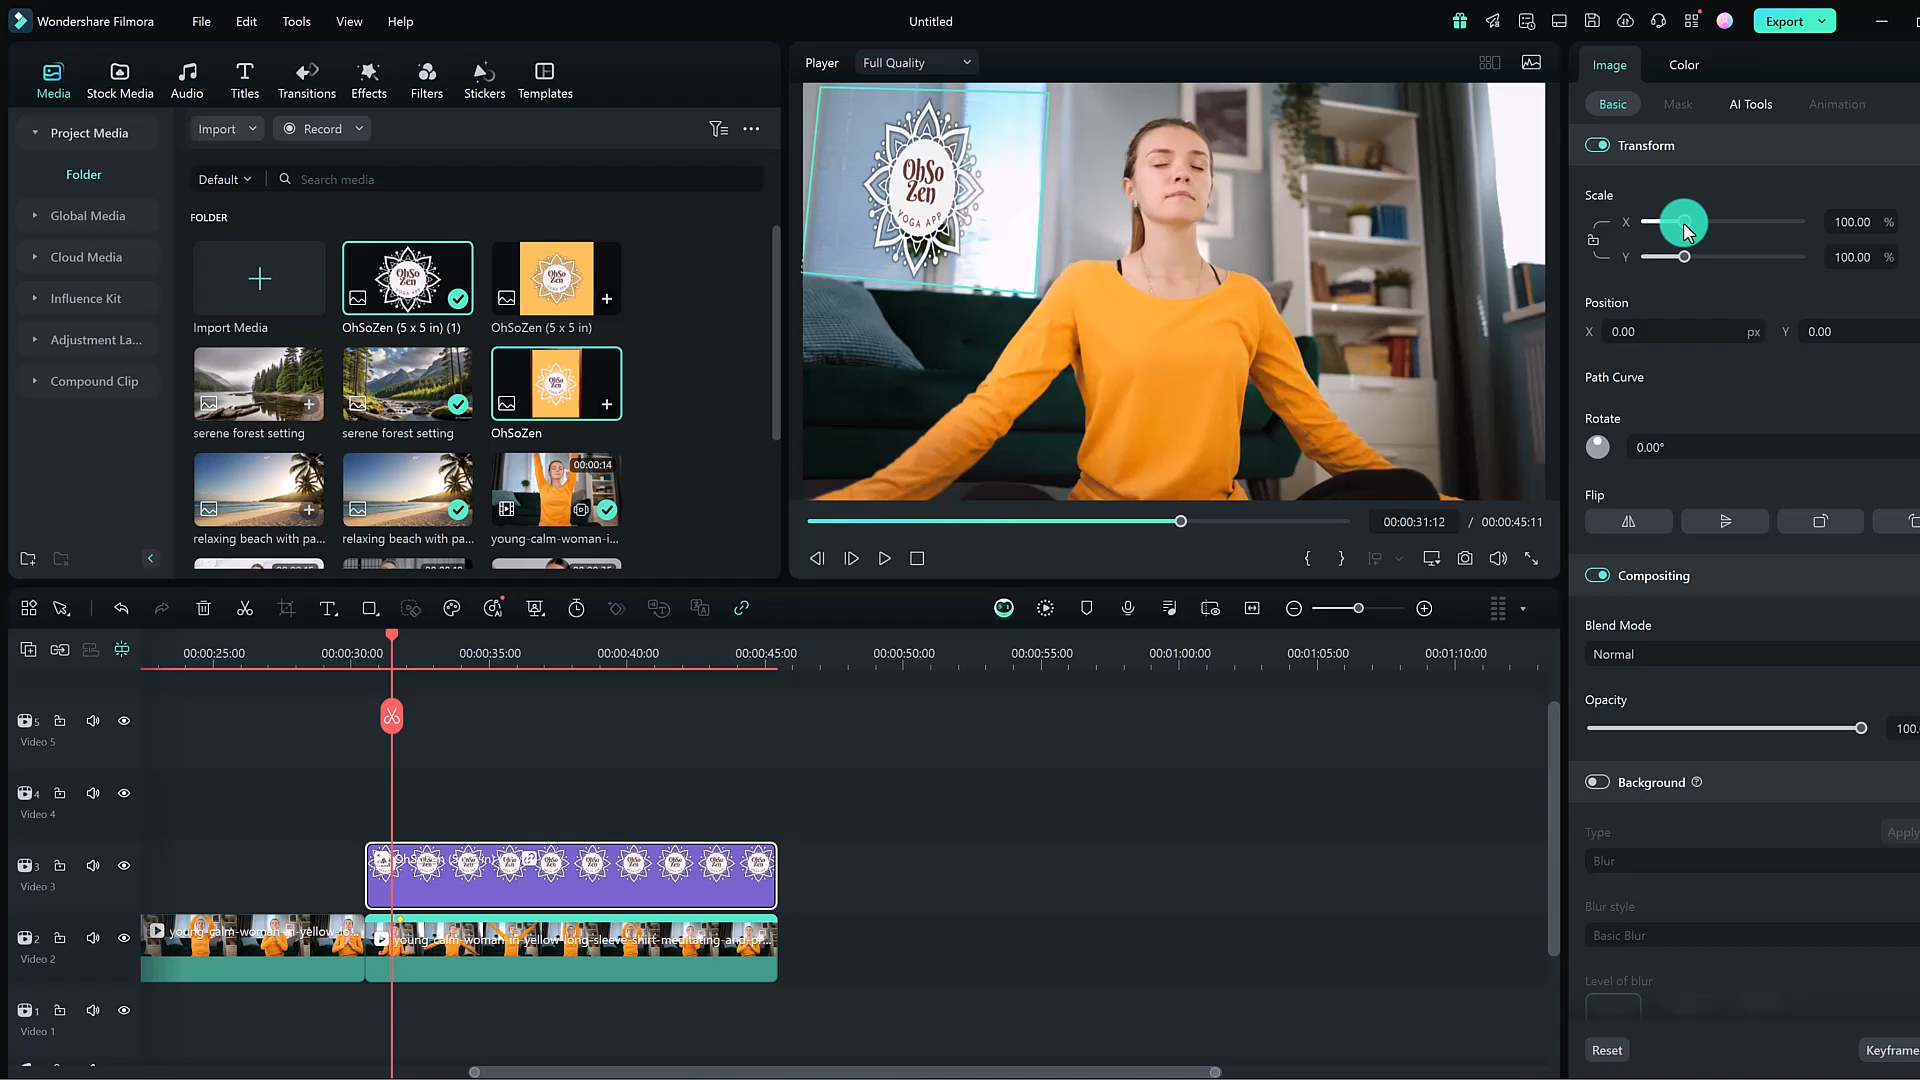 Wondershare Filmora File Edit Tools View Help Untitled Export
Media Stock Media Audio Titles Transitions Effects Filters Stickers Templates
Project Media
Folder
Global Media
Cloud Media
Influence Kit
Adjustment La...
Compound Clip
Import Record
Default Search media
FOLDER
Import Media OhSoZen (5 x 5 in) (1) OhSoZen (5 x 5 in)
serene forest setting serene forest setting OhSoZen
00:00:14
relaxing beach with pa... relaxing beach with pa... young-calm-woman-i...
Player Full Quality
OhSo
Zen
YOGA APP
00:00:31:12 / 00:00:45:11
Image Color
Basic Mask AI Tools Animation
Transform
Scale
X 100.00 %
Y 100.00 %
Position
X 0.00 px Y 0.00
Path Curve
Rotate
0.00°
Flip
Compositing
Blend Mode
Normal
Opacity
100.
Background
Type Apply
Blur
Blur style
Basic Blur
Level of blur
Reset Keyframe
00:00:25:00 00:00:30:00 00:00:35:00 00:00:40:00 00:00:45:00 00:00:50:00 00:00:55:00 00:01:00:00 00:01:05:00 00:01:10:00
5
Video 5
4
Video 4
3
Video 3
2
Video 2
young-calm-woman-in-yellow-lo...
young-calm-woman-in-yellow-long-sleeve-shirt-meditating-and-pr...
1
Video 1